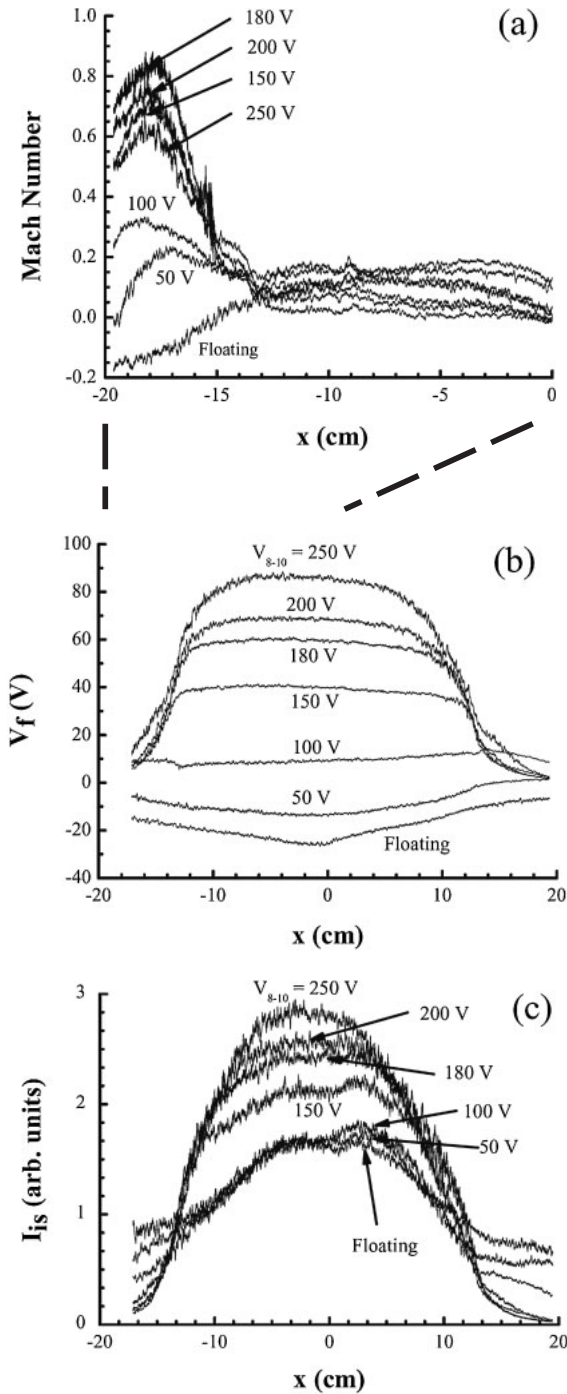 (a)
180 V
200 V
150 V
250 V
100 V
50 V
Floating
Mach Number
1.0
0.8
0.6
0.4
0.2
0.0
-0.2
-20 -15 -10 -5 0
x (cm)
(b)
V8-10 = 250 V
200 V
180 V
150 V
100 V
50 V
Floating
Vf (V)
100
80
60
40
20
0
-20
-40
-20 -10 0 10 20
x (cm)
(c)
V8-10 = 250 V
200 V
180 V
150 V
100 V
50 V
Floating
Iis (arb. units)
3
2
1
0
-20 -10 0 10 20
x (cm)